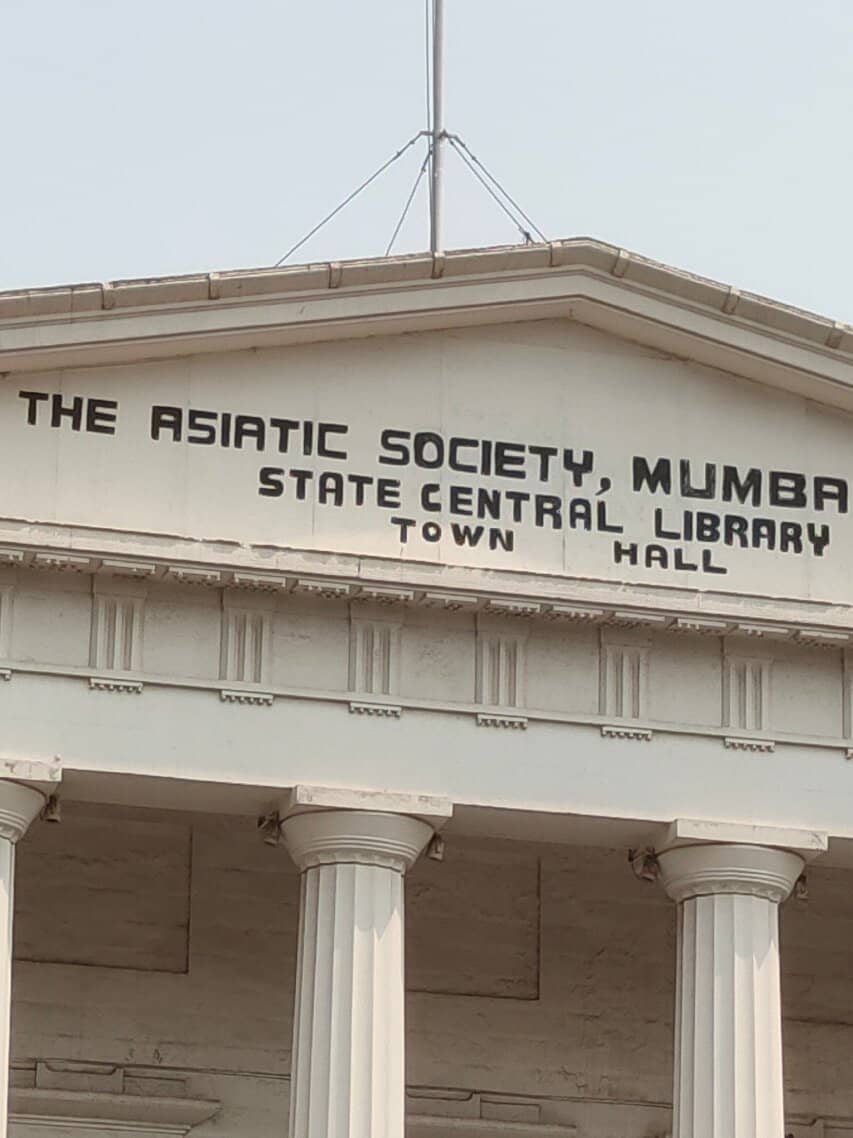 THE ASIATIC SOCIETY, MUMBA
STATE CENTRAL LIBRARY
TOWN HALL